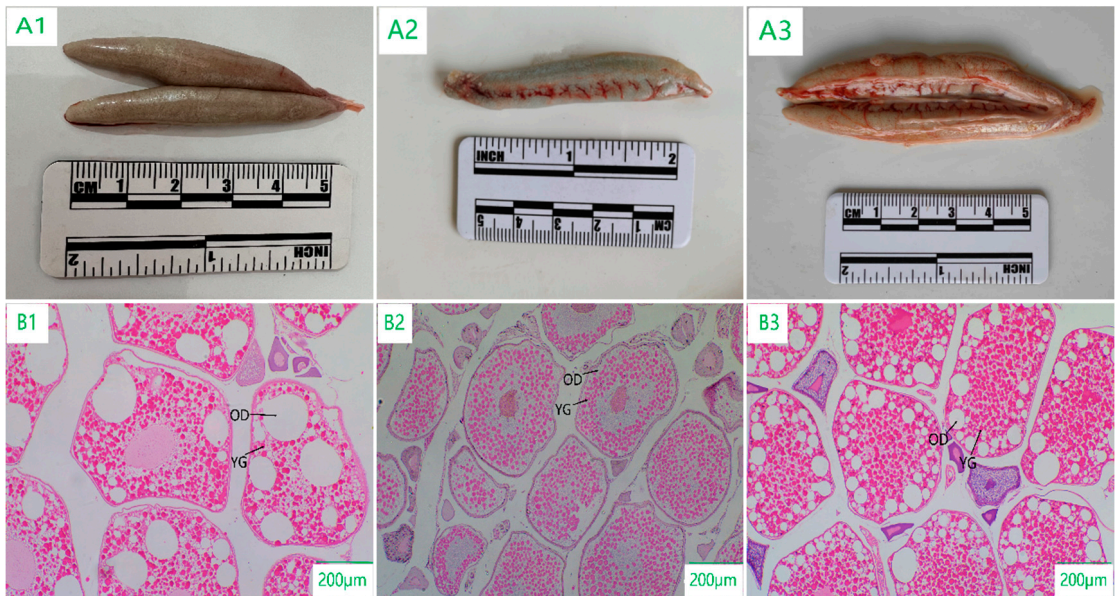 A1
A2
A3
CM 1 2 3 4 5
2 1 INCH
INCH 1 2
5 4 3 2 1 CM
CM 1 2 3 4 5
2 1 INCH
B1
B2
B3
OD
YG
OD
YG
OD
YG
200μm
200μm
200μm